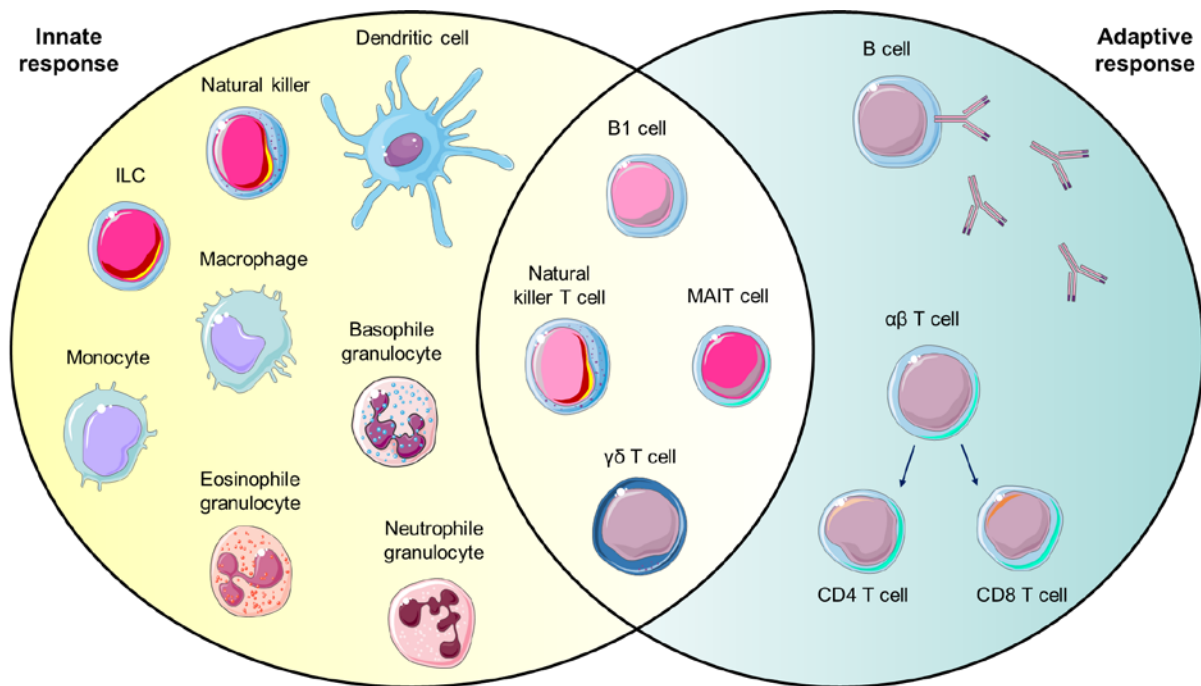 Innate
response
Dendritic cell
B cell
Adaptive
response
Natural killer
B1 cell
ILC
Macrophage
Natural
killer T cell
MAIT cell
Basophile
granulocyte
αβ T cell
Monocyte
γδ T cell
Eosinophile
granulocyte
Neutrophile
granulocyte
CD4 T cell
CD8 T cell